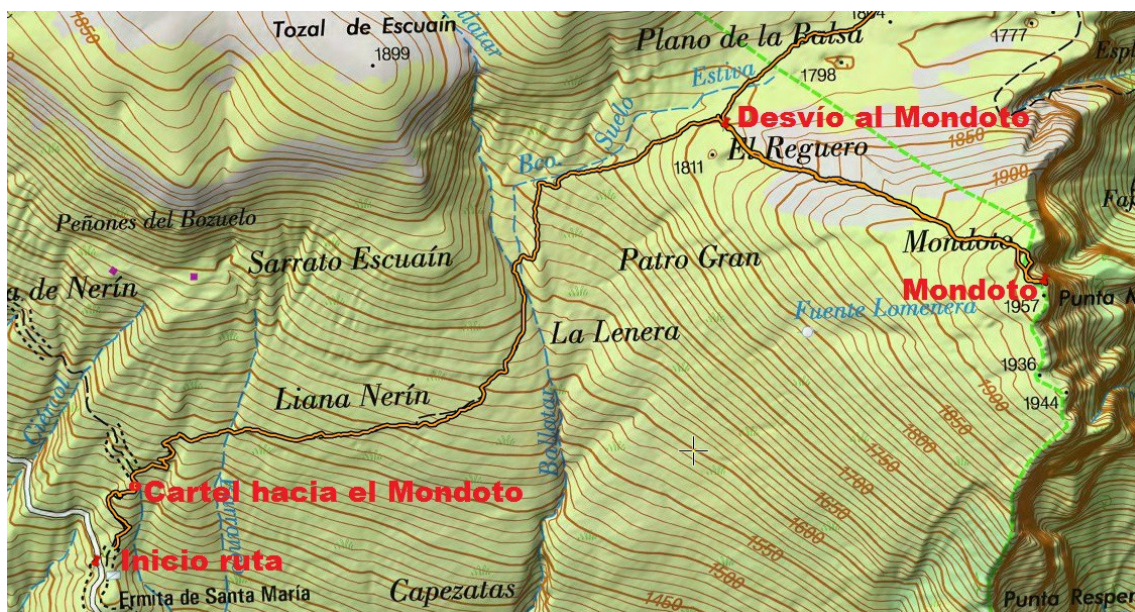 1850
Tozal de Escuaín
1899
Plano de la Balsa
1777
1798
Estiva
Suelo
Bco.
Desvío al Mondoto
El Reguero
1811
1850
1900
Peñones del Bozuelo
Sarrato Escuaín
a de Nerín
Patro Gran
Mondoto
Mondoto
1957
Punta
Fuente Lomenera
La Lenera
1936
1944
Liana Nerín
1900
1850
1800
1750
1700
1650
1600
1550
1500
1450
Cartel hacia el Mondoto
Inicio ruta
Ermita de Santa María
Capezatas
Punta Resper